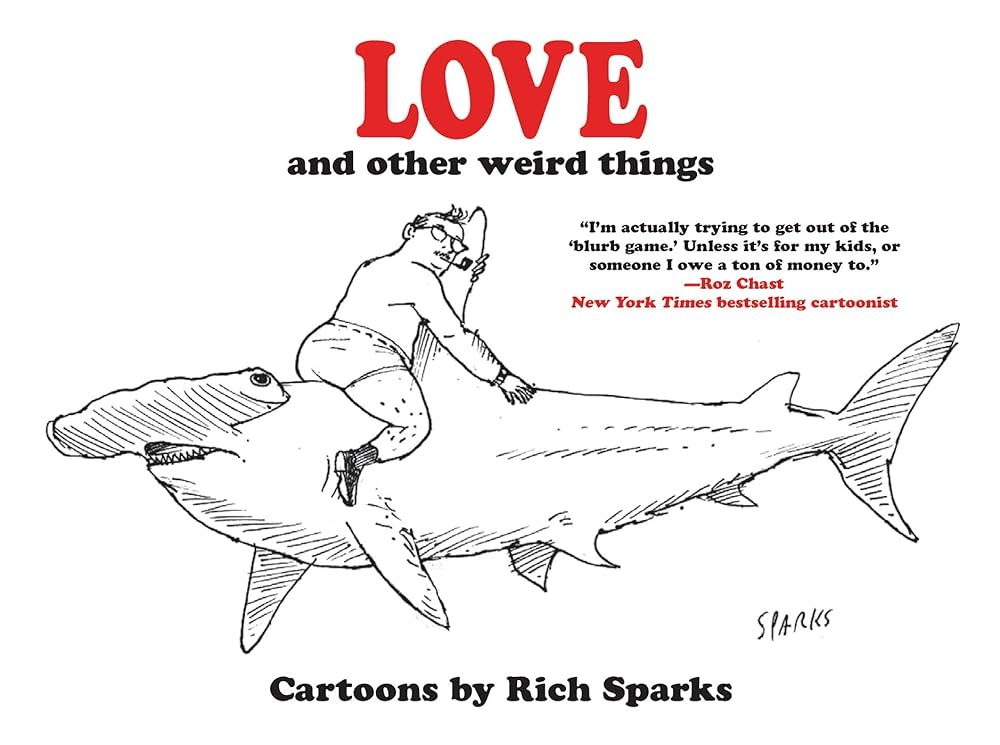 LOVE
and other weird things
“I’m actually trying to get out of the
‘blurb game.’ Unless it’s for my kids, or
someone I owe a ton of money to.”
—Roz Chast
New York Times bestselling cartoonist
SPARKS
Cartoons by Rich Sparks